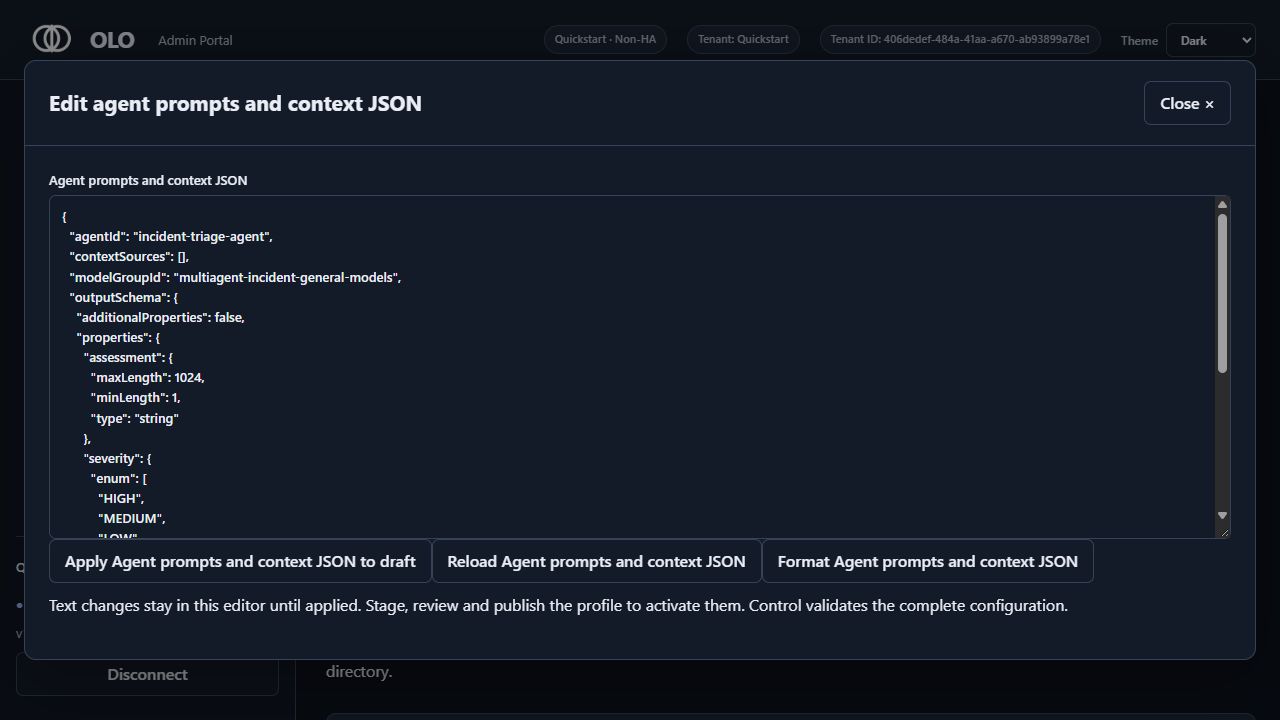 OLO Admin Portal Quickstart · Non-HA Tenant: Quickstart Tenant ID: 406dedef-484a-41aa-a670-ab93899a78e1 Theme Dark
Edit agent prompts and context JSON
Close ×
Agent prompts and context JSON
{
"agentId": "incident-triage-agent",
"contextSources": [],
"modelGroupId": "multiagent-incident-general-models",
"outputSchema": {
"additionalProperties": false,
"properties": {
"assessment": {
"maxLength": 1024,
"minLength": 1,
"type": "string"
},
"severity": {
"enum": [
"HIGH",
"MEDIUM",
"LOW"
Apply Agent prompts and context JSON to draft Reload Agent prompts and context JSON Format Agent prompts and context JSON
Text changes stay in this editor until applied. Stage, review and publish the profile to activate them. Control validates the complete configuration.
Disconnect
directory.